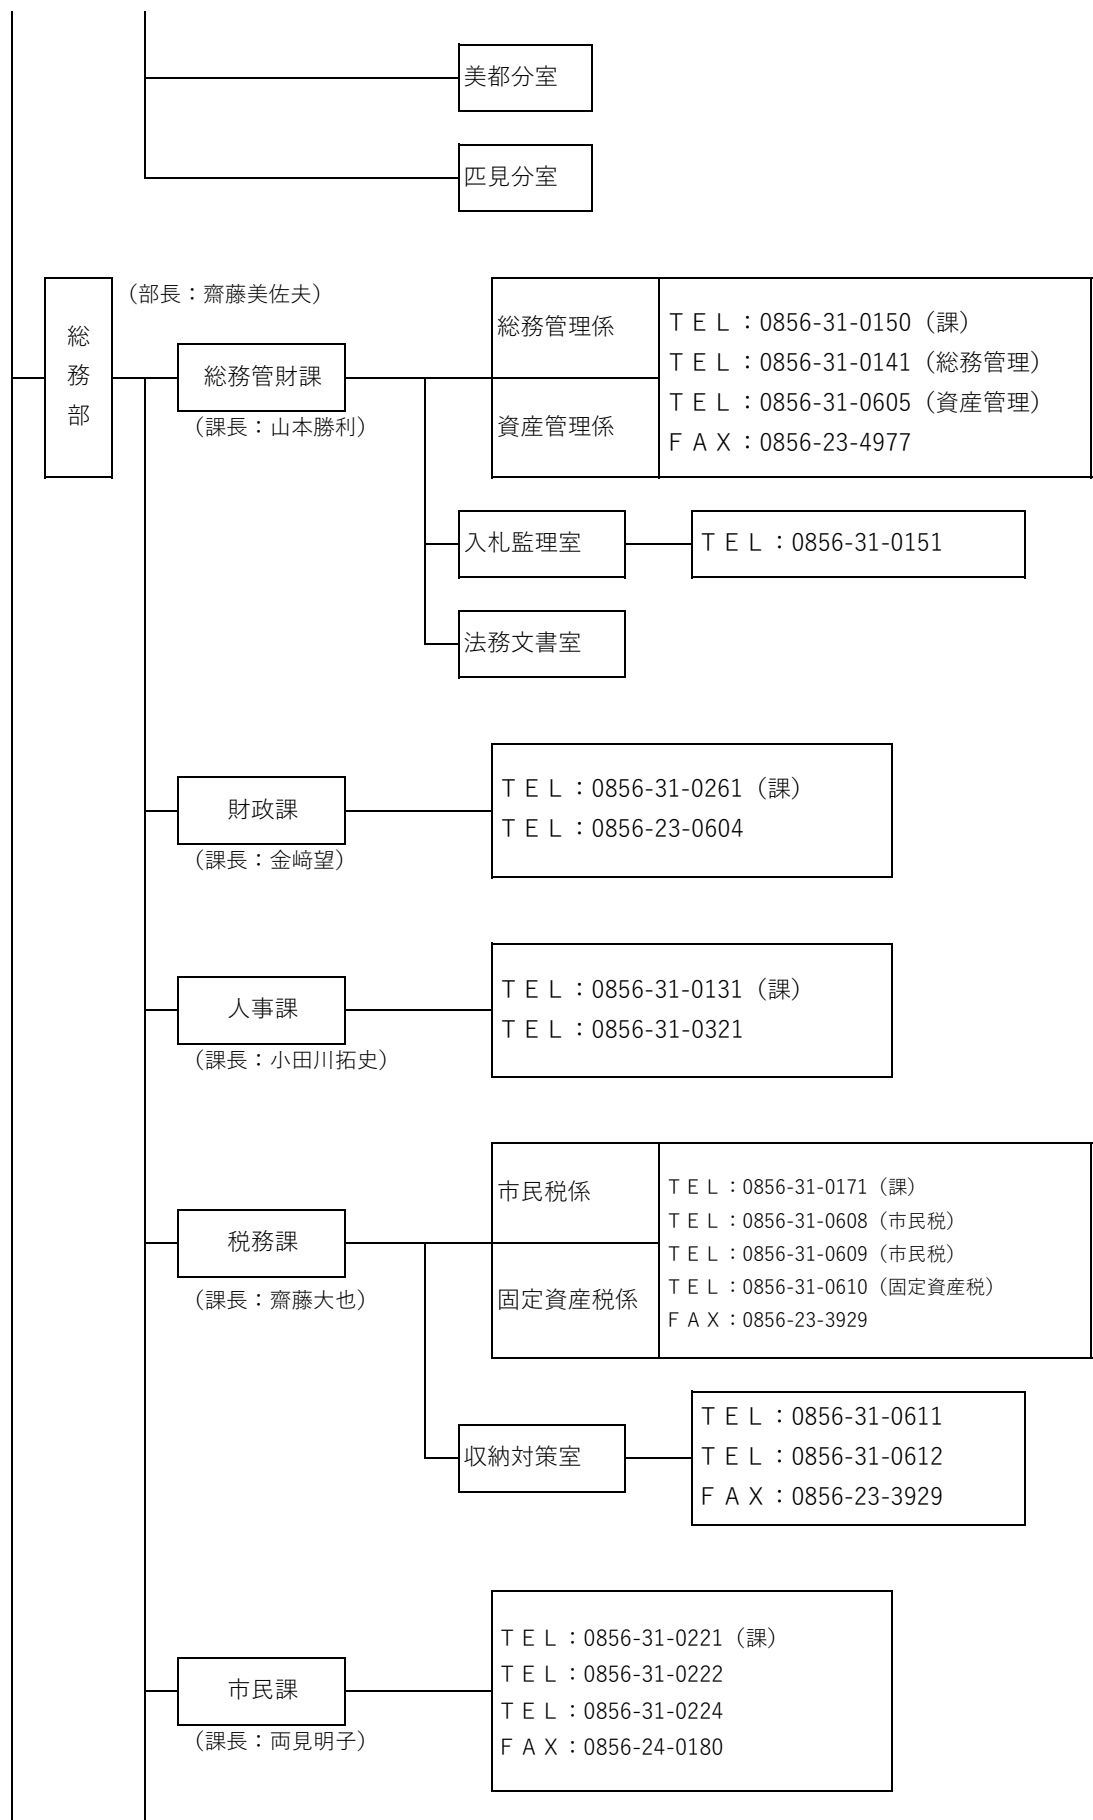 美都分室
匹見分室
総務部
（部長：齋藤美佐夫）
総務管財課
（課長：山本勝利）
総務管理係
資産管理係
ＴＥＬ：0856-31-0150（課）
ＴＥＬ：0856-31-0141（総務管理）
ＴＥＬ：0856-31-0605（資産管理）
ＦＡＸ：0856-23-4977
入札監理室
ＴＥＬ：0856-31-0151
法務文書室
財政課
（課長：金﨑望）
ＴＥＬ：0856-31-0261（課）
ＴＥＬ：0856-23-0604
人事課
（課長：小田川拓史）
ＴＥＬ：0856-31-0131（課）
ＴＥＬ：0856-31-0321
税務課
（課長：齋藤大也）
市民税係
固定資産税係
ＴＥＬ：0856-31-0171（課）
ＴＥＬ：0856-31-0608（市民税）
ＴＥＬ：0856-31-0609（市民税）
ＴＥＬ：0856-31-0610（固定資産税）
ＦＡＸ：0856-23-3929
収納対策室
ＴＥＬ：0856-31-0611
ＴＥＬ：0856-31-0612
ＦＡＸ：0856-23-3929
市民課
（課長：両見明子）
ＴＥＬ：0856-31-0221（課）
ＴＥＬ：0856-31-0222
ＴＥＬ：0856-31-0224
ＦＡＸ：0856-24-0180